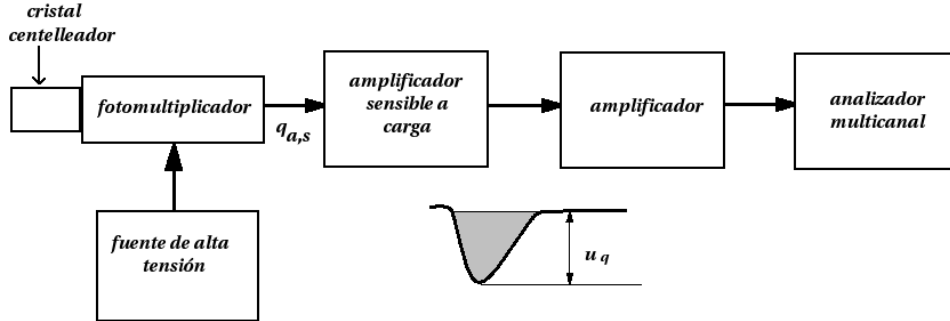 cristal
centelleador
fotomultiplicador
q a,s
amplificador
sensible a
carga
amplificador
analizador
multicanal
fuente de alta
tensión
u q